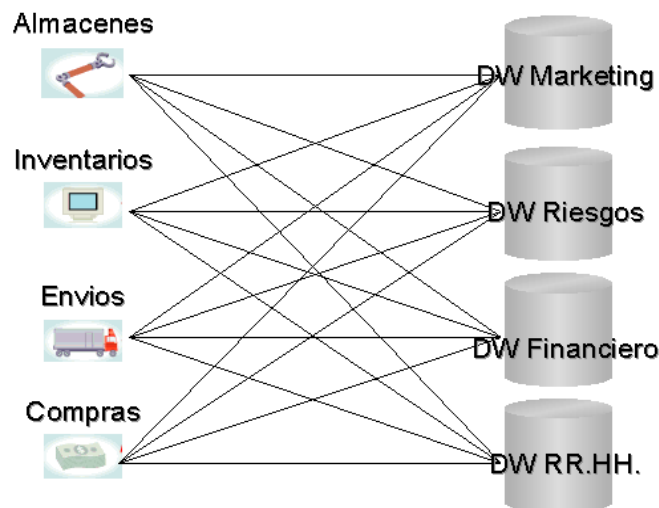 Almacenes
DW Marketing
Inventarios
DW Riesgos
Envios
DW Financiero
Compras
DW RR.HH.